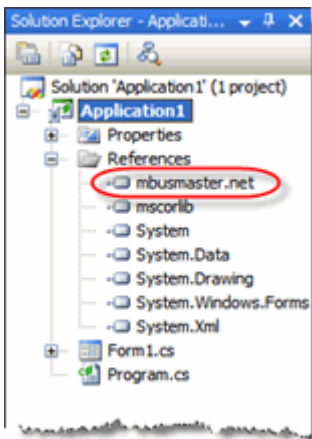 Solution Explorer - Applicati...
Solution 'Application1' (1 project)
Application1
Properties
References
mbusmaster.net
mscorlib
System
System.Data
System.Drawing
System.Windows.Forms
System.Xml
Form1.cs
Program.cs